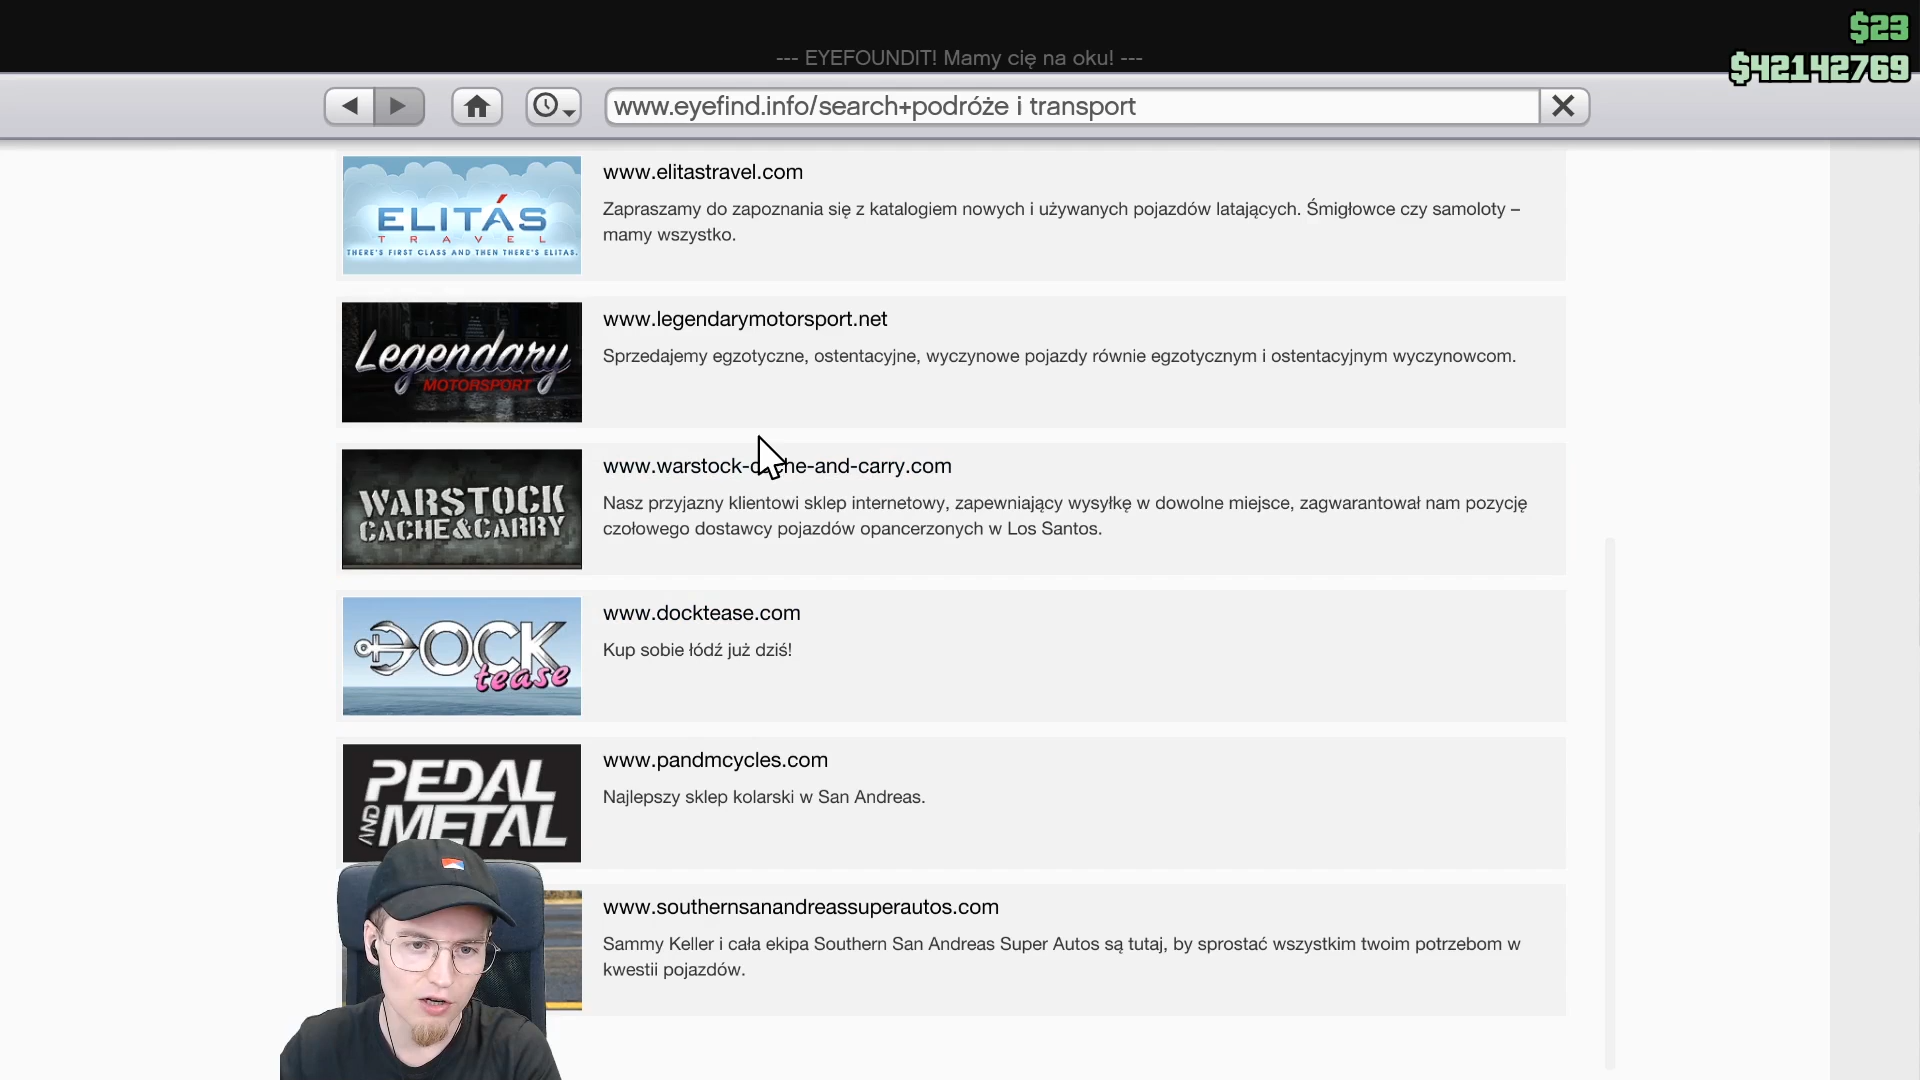 $23
--- EYEFOUNDIT! Mamy cię na oku! ---
$42142769
www.eyefind.info/search+podróże i transport
ELITÁS
TRAVEL
THERE'S FIRST CLASS AND THEN THERE'S ELITAS.
www.elitastravel.com
Zapraszamy do zapoznania się z katalogiem nowych i używanych pojazdów latających. Śmigłowce czy samoloty –
mamy wszystko.
Legendary
MOTORSPORT
www.legendarymotorsport.net
Sprzedajemy egzotyczne, ostentacyjne, wyczynowe pojazdy równie egzotycznym i ostentacyjnym wyczynowcom.
WARSTOCK
CACHE&CARRY
www.warstock-cache-and-carry.com
Nasz przyjazny klientowi sklep internetowy, zapewniający wysyłkę w dowolne miejsce, zagwarantował nam pozycję
czołowego dostawcy pojazdów opancerzonych w Los Santos.
DOCK
tease
www.docktease.com
Kup sobie łódź już dziś!
PEDAL
AND METAL
www.pandmcycles.com
Najlepszy sklep kolarski w San Andreas.
www.southernsanandreassuperautos.com
Sammy Keller i cała ekipa Southern San Andreas Super Autos są tutaj, by sprostać wszystkim twoim potrzebom w
kwestii pojazdów.